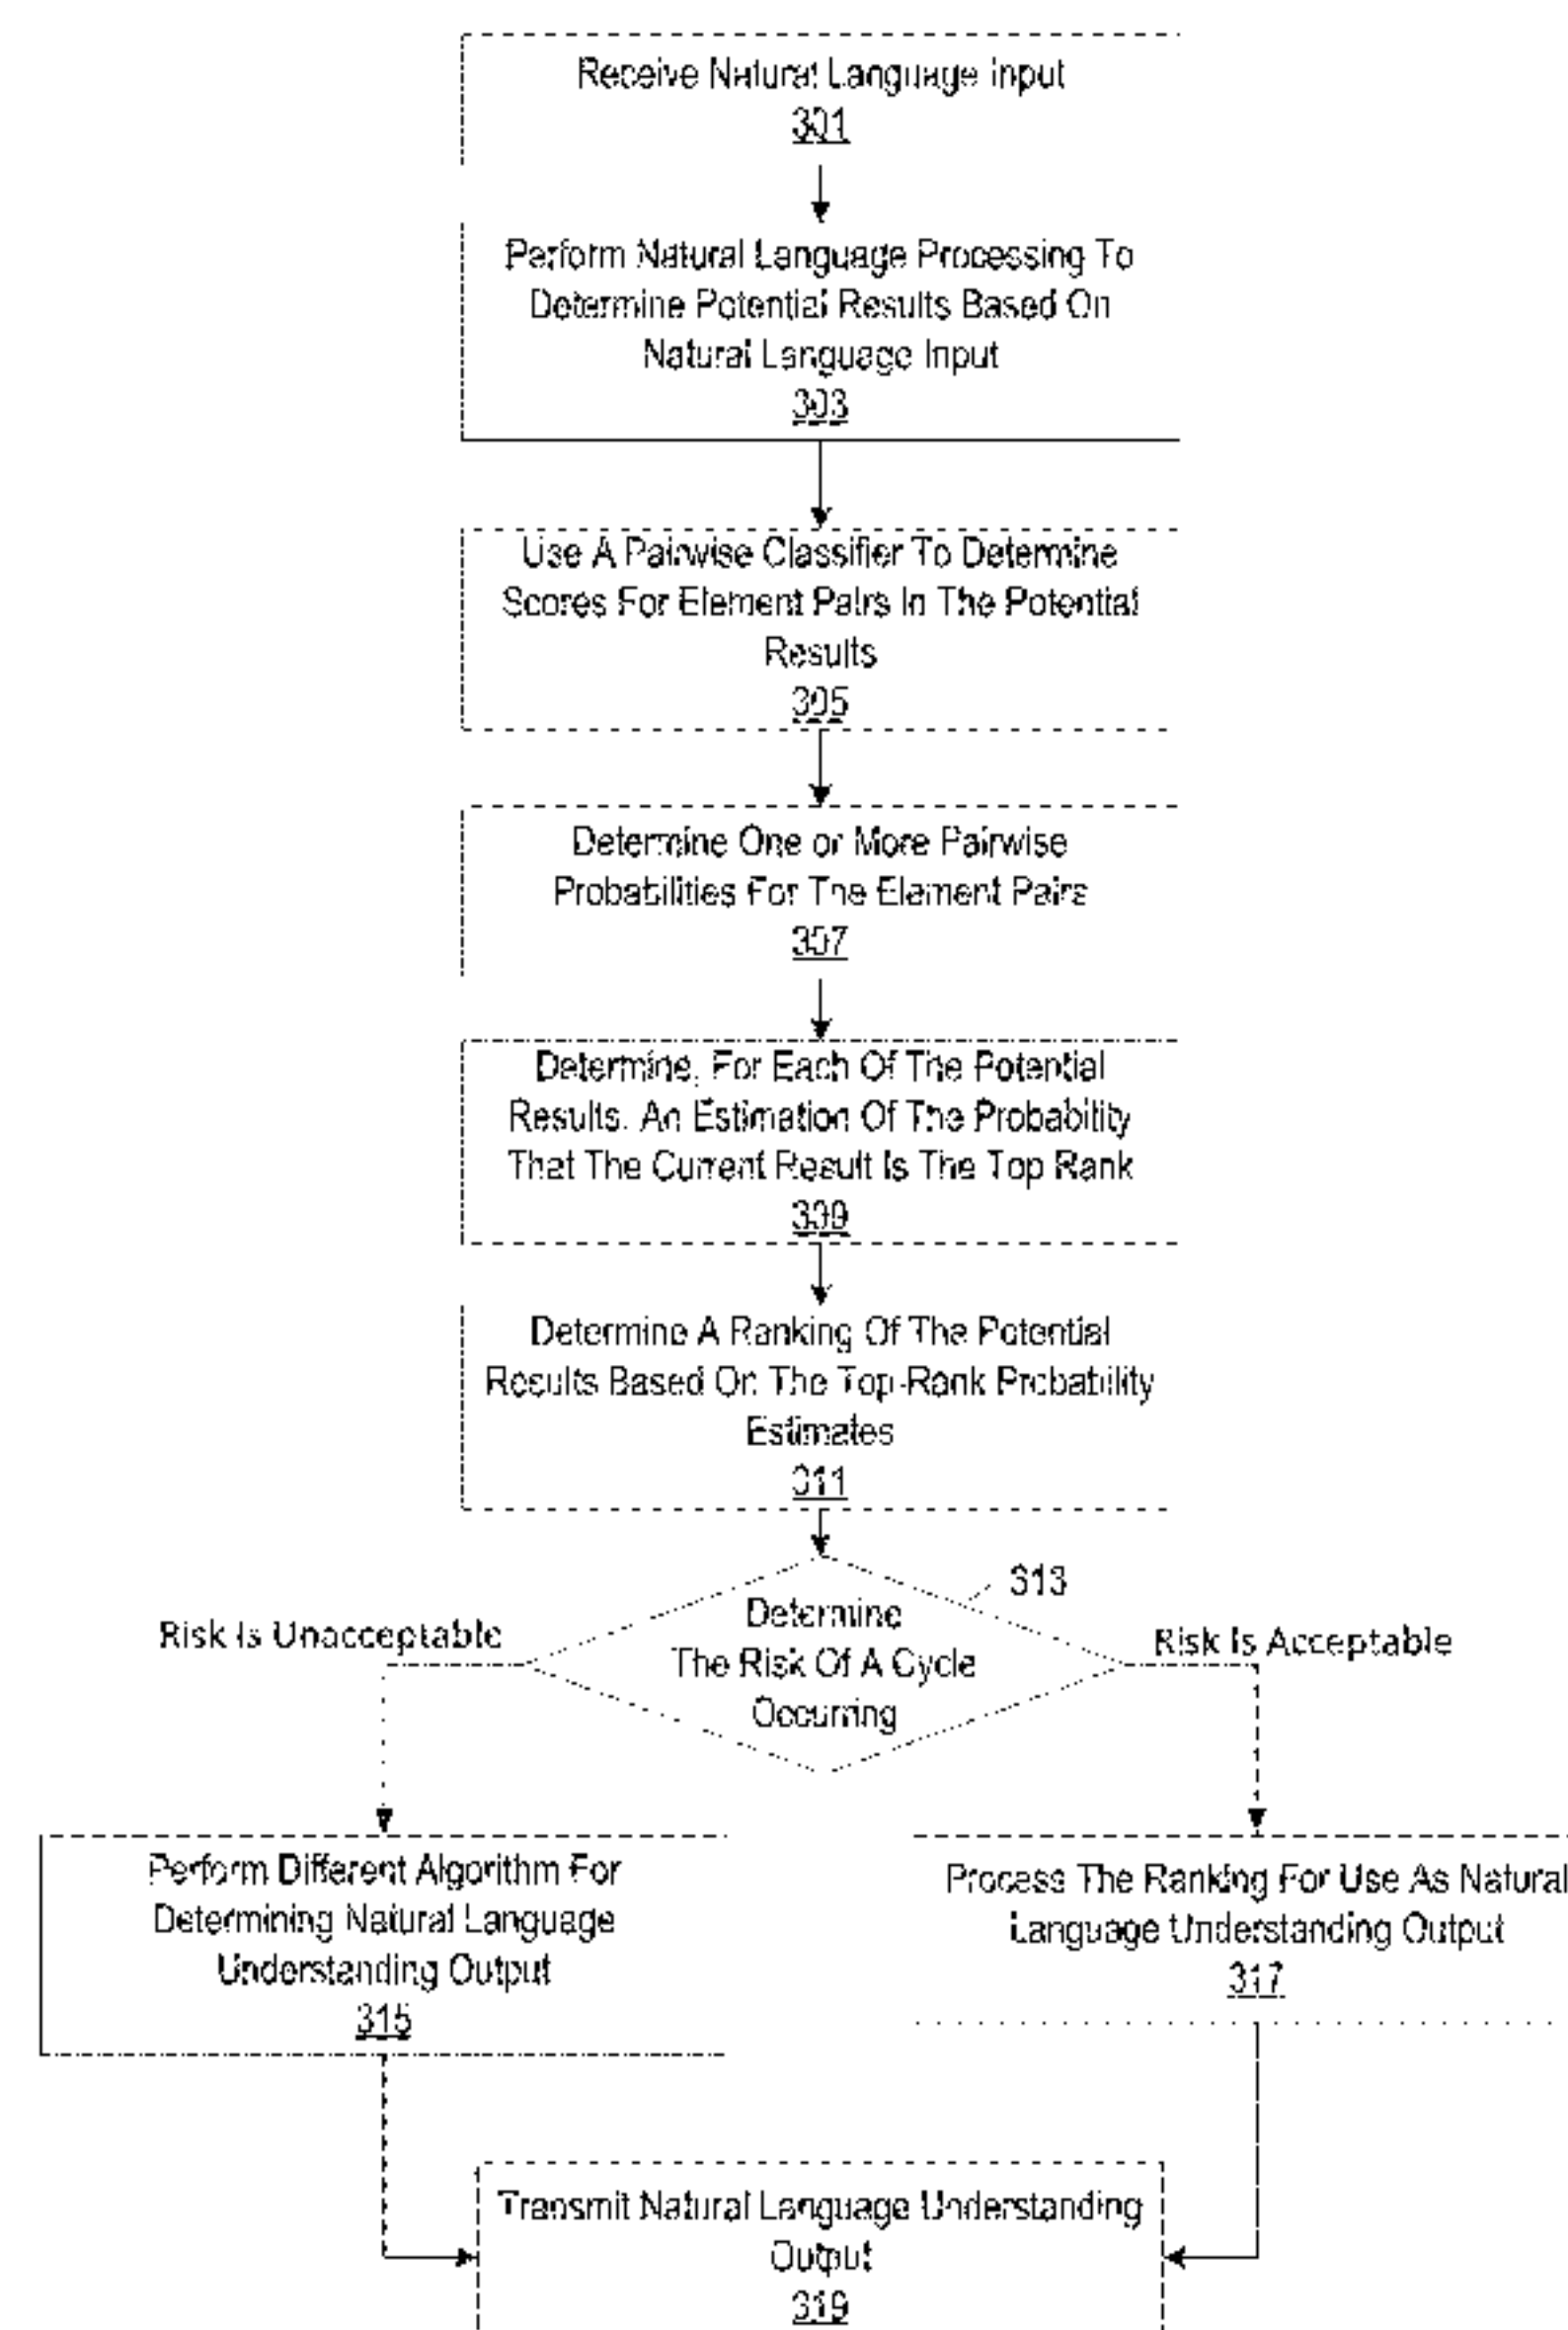 Receive Natural Language Input
301
Perform Natural Language Processing To
Determine Potential Results Based On
Natural Language Input
303
Use A Pairwise Classifier To Determine
Scores For Element Pairs In The Potential
Results
305
Determine One or More Pairwise
Probabilities For The Element Pairs
307
Determine, For Each Of The Potential
Results, An Estimation Of The Probability
That The Current Result Is The Top Rank
309
Determine A Ranking Of The Potential
Results Based On The Top-Rank Probability
Estimates
311
313
Determine
The Risk Of A Cycle
Occurring
Risk Is Unacceptable
Risk Is Acceptable
Perform Different Algorithm For
Determining Natural Language
Understanding Output
315
Process The Ranking For Use As Natural
Language Understanding Output
317
Transmit Natural Language Understanding
Output
319